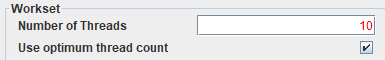 Workset
Number of Threads 10
Use optimum thread count